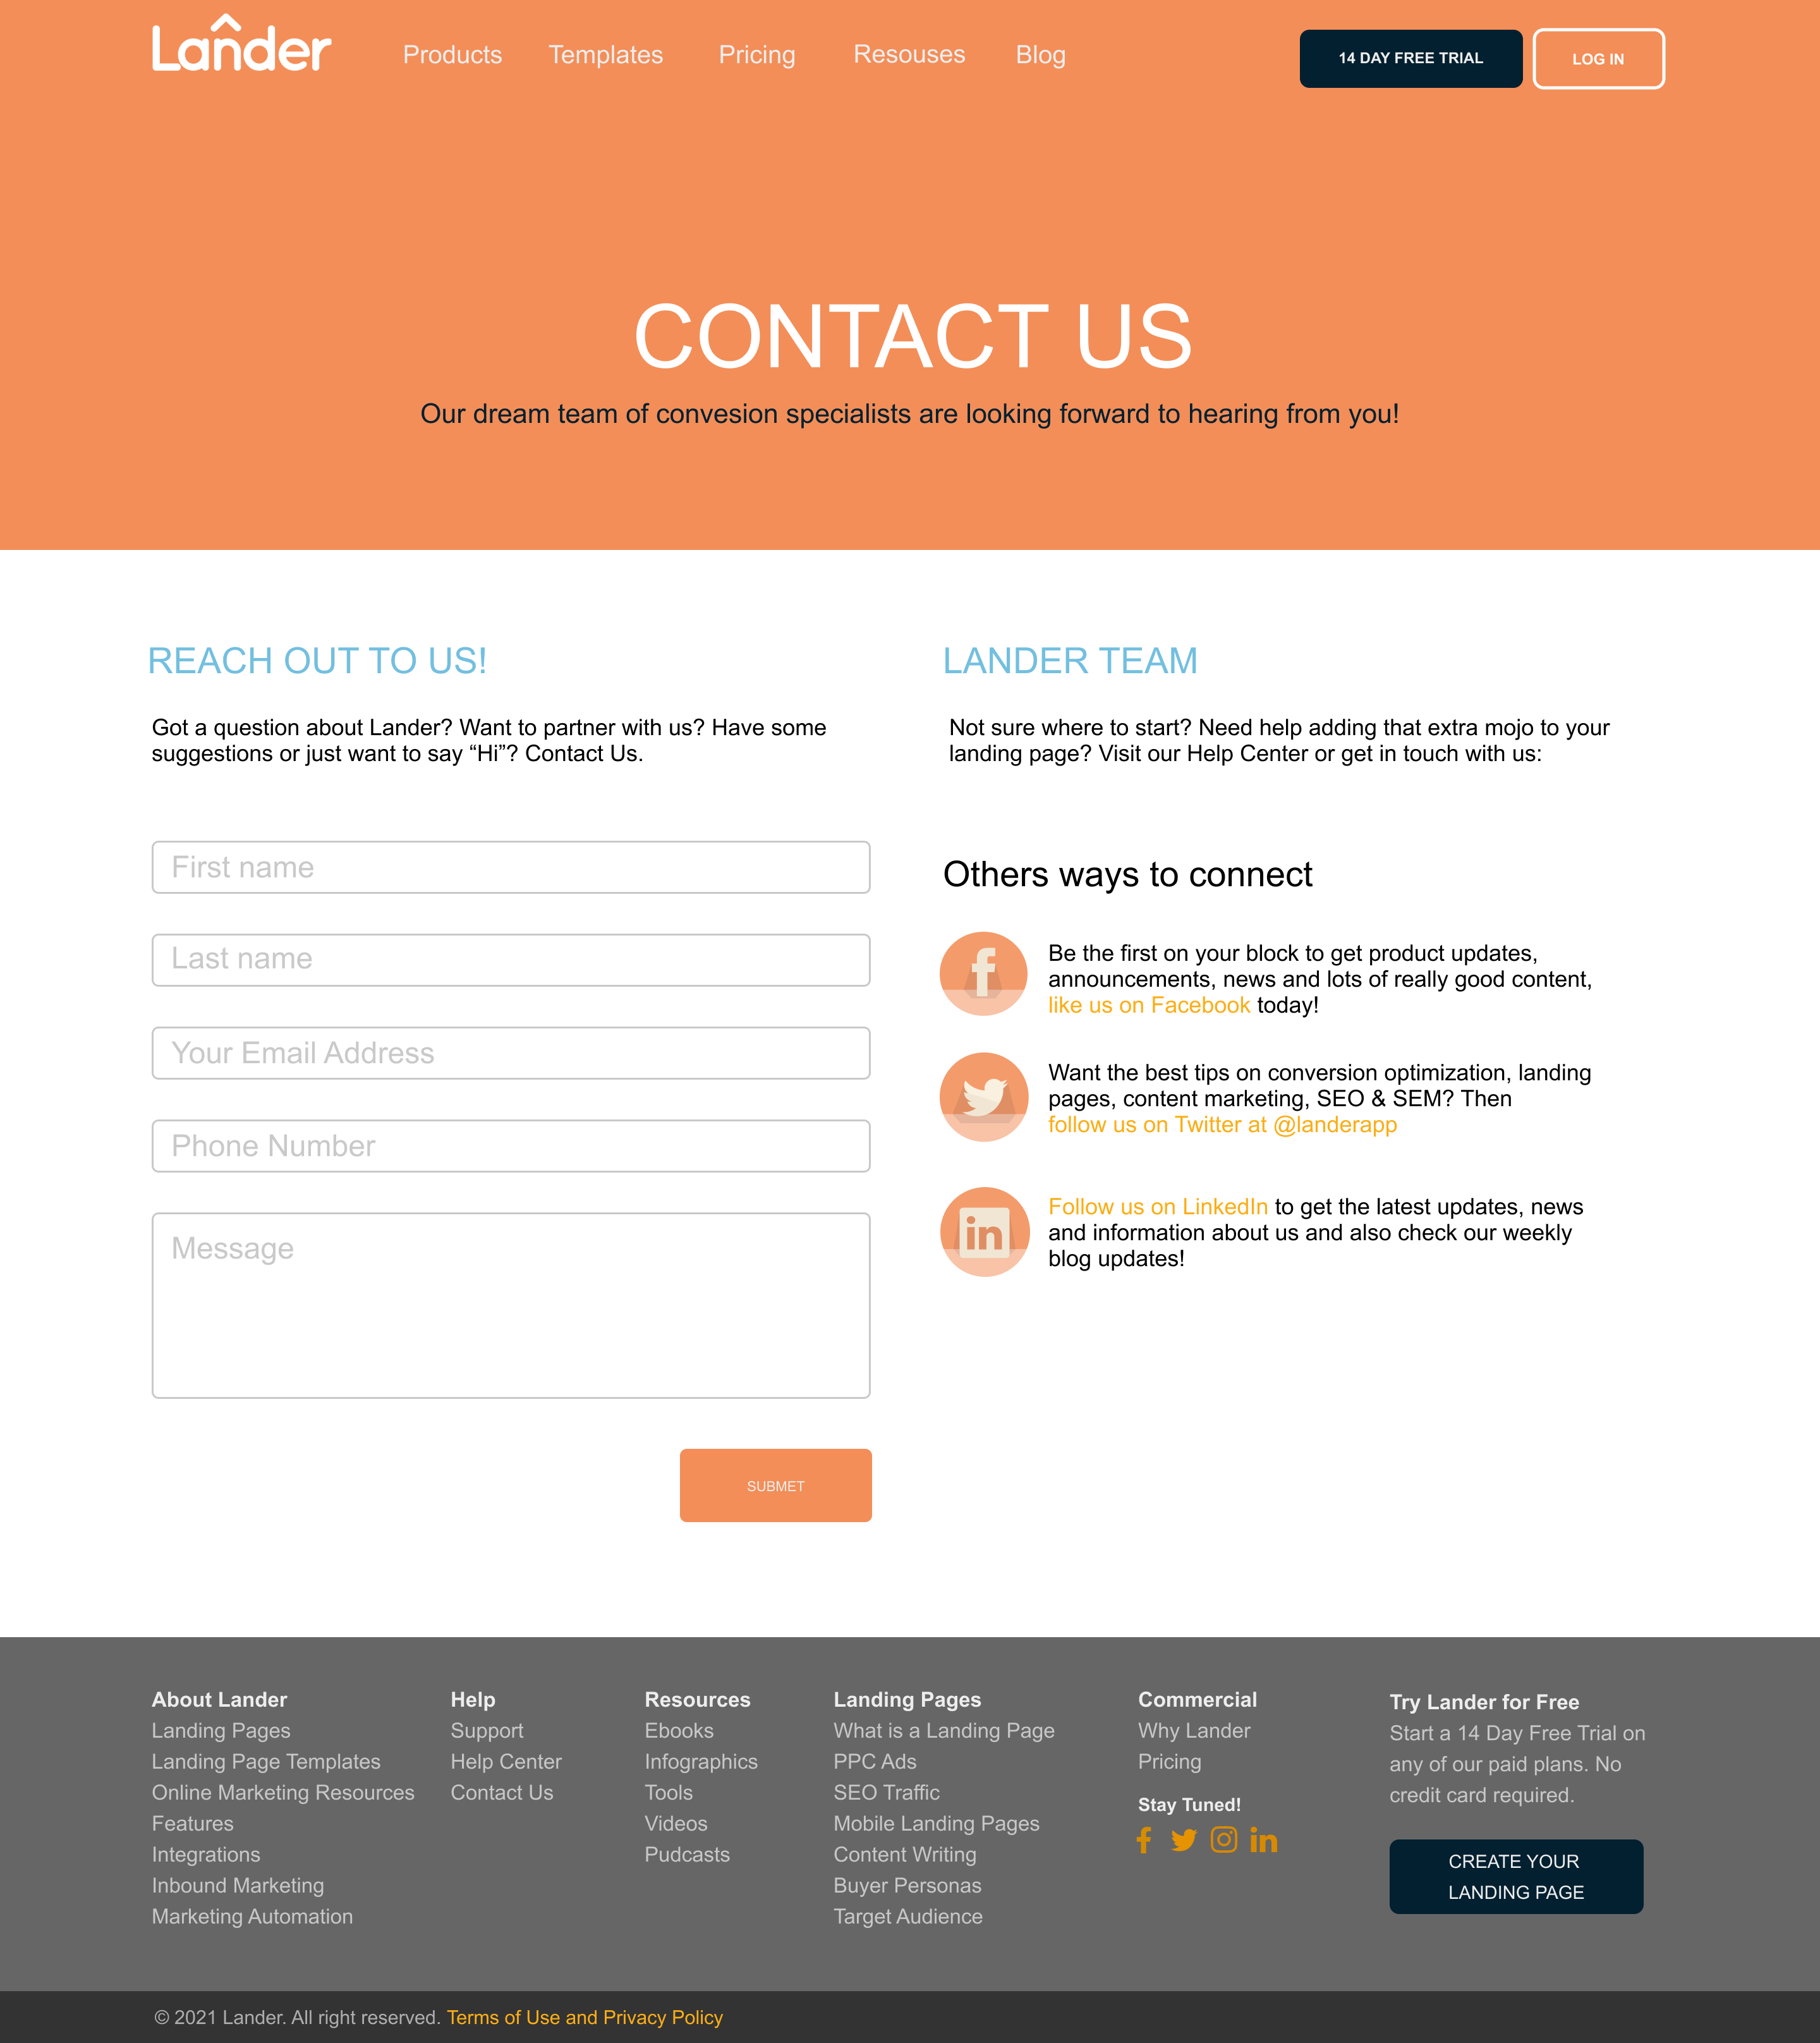 Lander
Products Templates Pricing Resouses Blog
14 DAY FREE TRIAL
LOG IN
CONTACT US
Our dream team of convesion specialists are looking forward to hearing from you!
REACH OUT TO US!
Got a question about Lander? Want to partner with us? Have some
suggestions or just want to say “Hi”? Contact Us.
First name
Last name
Your Email Address
Phone Number
Message
SUBMET
LANDER TEAM
Not sure where to start? Need help adding that extra mojo to your
landing page? Visit our Help Center or get in touch with us:
Others ways to connect
Be the first on your block to get product updates,
announcements, news and lots of really good content,
like us on Facebook today!
Want the best tips on conversion optimization, landing
pages, content marketing, SEO & SEM? Then
follow us on Twitter at @landerapp
Follow us on LinkedIn to get the latest updates, news
and information about us and also check our weekly
blog updates!
About Lander
Landing Pages
Landing Page Templates
Online Marketing Resources
Features
Integrations
Inbound Marketing
Marketing Automation
Help
Support
Help Center
Contact Us
Resources
Ebooks
Infographics
Tools
Videos
Pudcasts
Landing Pages
What is a Landing Page
PPC Ads
SEO Traffic
Mobile Landing Pages
Content Writing
Buyer Personas
Target Audience
Commercial
Why Lander
Pricing
Stay Tuned!
Try Lander for Free
Start a 14 Day Free Trial on
any of our paid plans. No
credit card required.
CREATE YOUR
LANDING PAGE
© 2021 Lander. All right reserved. Terms of Use and Privacy Policy